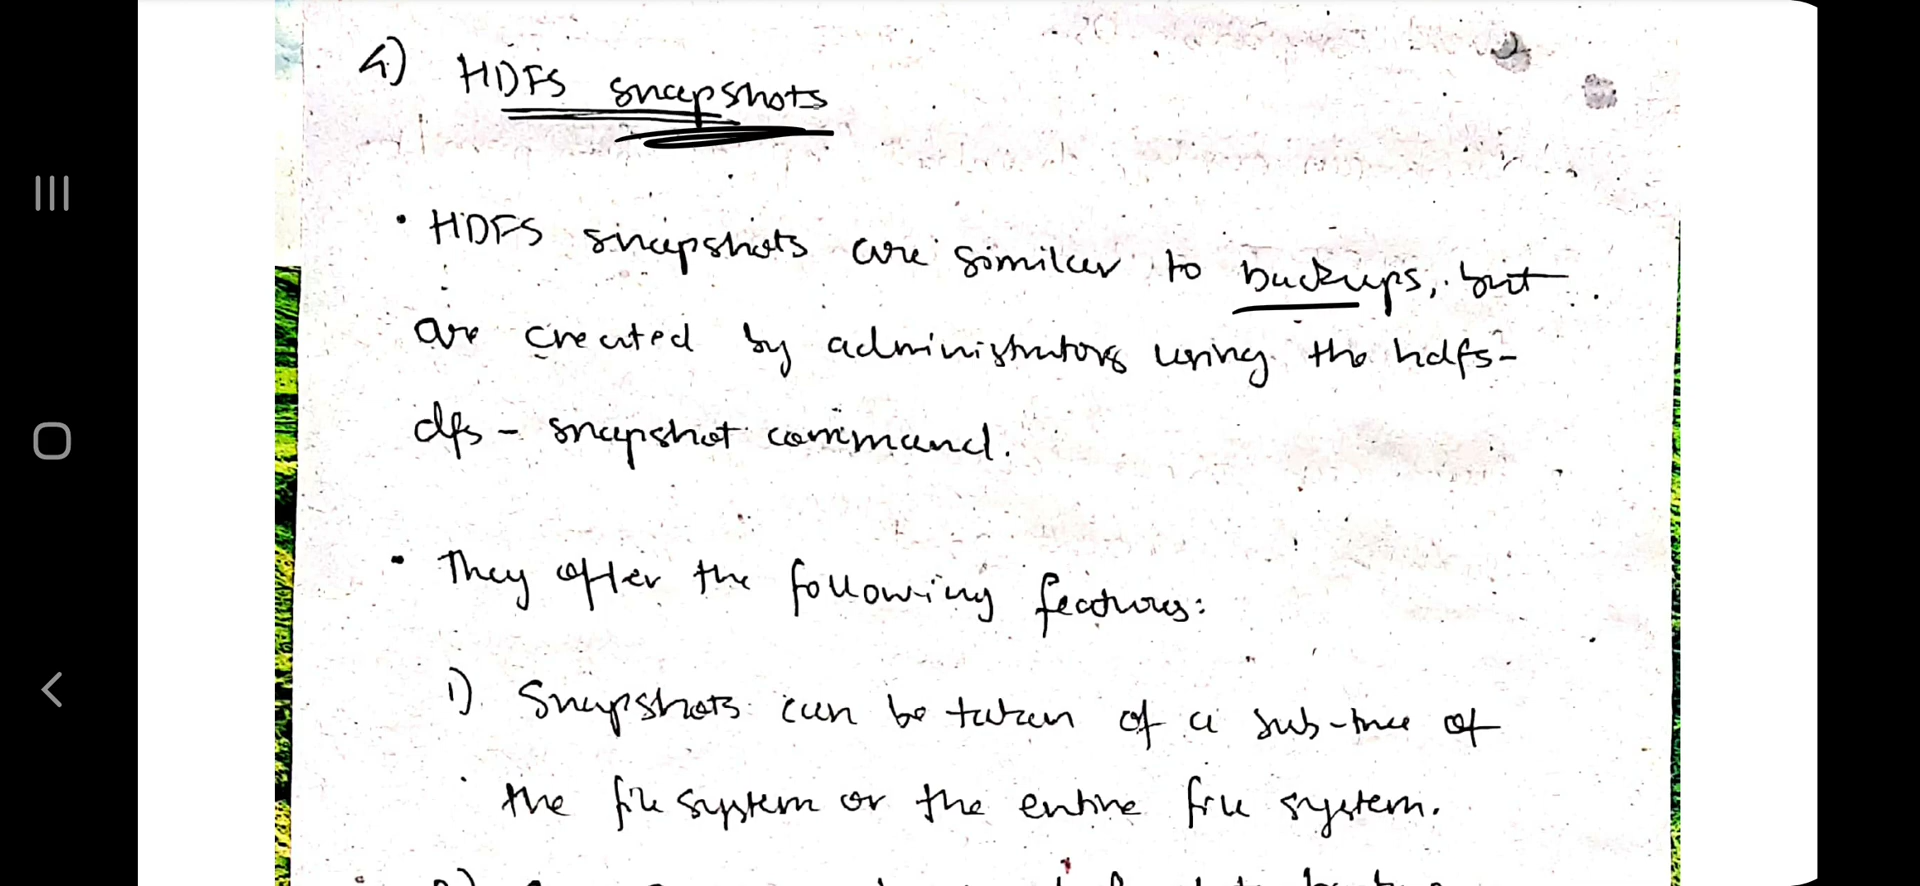 4) HDFS snapshots
• HDFS snapshots are similar to backups, but
are created by administrators using the hdfs-
dfs - snapshot command.
• They offer the following features:
1) Snapshots can be taken of a sub-tree of
the file system or the entire file system.